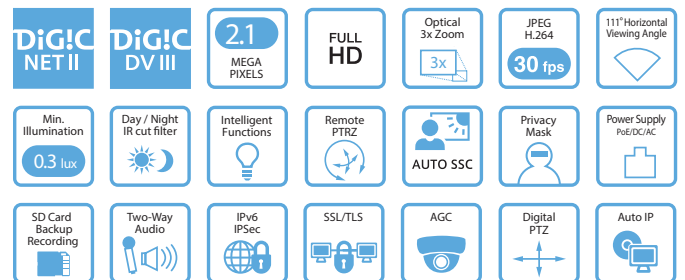 DiG!C
NET II
DiG!C
DV III
2.1
MEGA
PIXELS
FULL
HD
Optical
3x Zoom
3x
JPEG
H.264
30 fps
111° Horizontal
Viewing Angle
Min.
Illumination
0.3 lux
Day / Night
IR cut filter
Intelligent
Functions
Remote
PTRZ
AUTO SSC
Privacy
Mask
Power Supply
PoE/DC/AC
SD Card
Backup
Recording
Two-Way
Audio
IPv6
IPSec
SSL/TLS
AGC
Digital
PTZ
Auto IP